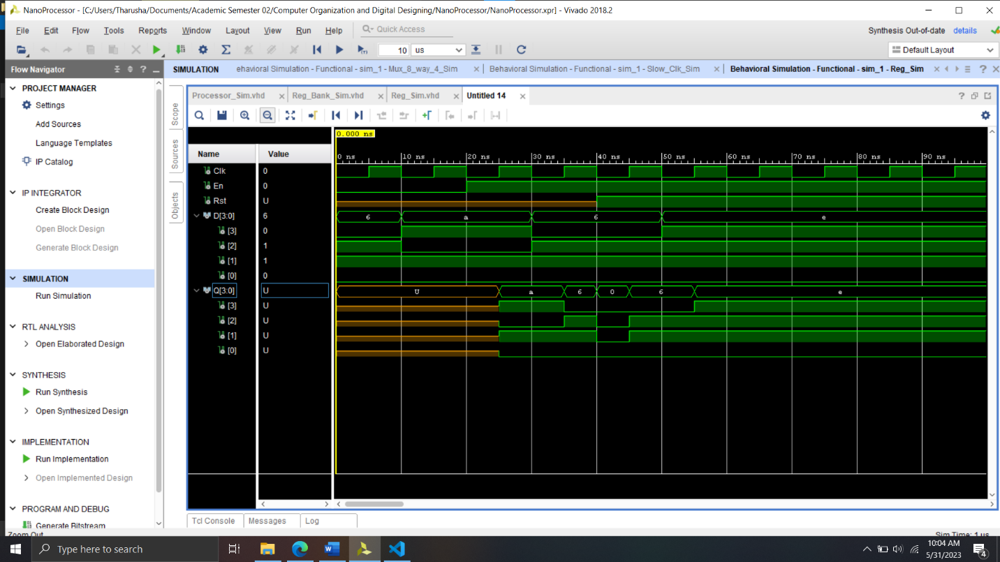 NanoProcessor - [C:/Users/Tharusha/Documents/Academic Semester 02/Computer Organization and Digital Designing/NanoProcessor/NanoProcessor.xpr] - Vivado 2018.2
File Edit Flow Tools Reports Window Layout View Run Help Quick Access
Synthesis Out-of-date details
10 us
Default Layout
Flow Navigator
SIMULATION ehavioral Simulation - Functional - sim_1 - Mux_8_way_4_Sim Behavioral Simulation - Functional - sim_1 - Slow_Clk_Sim Behavioral Simulation - Functional - sim_1 - Reg_Sim
PROJECT MANAGER
Settings
Add Sources
Language Templates
IP Catalog
IP INTEGRATOR
Create Block Design
Open Block Design
Generate Block Design
SIMULATION
Run Simulation
RTL ANALYSIS
Open Elaborated Design
SYNTHESIS
Run Synthesis
Open Synthesized Design
IMPLEMENTATION
Run Implementation
Open Implemented Design
PROGRAM AND DEBUG
Generate Bitstream
Zoom Out
Scope
Sources
Objects
Processor_Sim.vhd Reg_Bank_Sim.vhd Reg_Sim.vhd Untitled 14
0.000 ns
Name Value
0 ns 10 ns 20 ns 30 ns 40 ns 50 ns 60 ns 70 ns 80 ns 90 ns
Clk 0
En 0
Rst U
D[3:0] 6 6 a 6 e
[3] 0
[2] 1
[1] 1
[0] 0
Q[3:0] U U a 6 0 6 e
[3] U
[2] U
[1] U
[0] U
Tcl Console Messages Log
Sim Time: 1 us
Type here to search
10:04 AM
5/31/2023
4